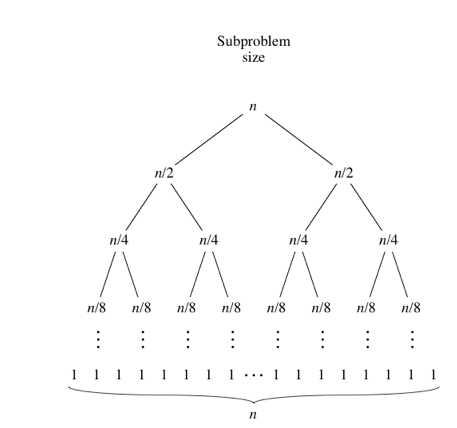 Subproblem
size
n
n/2 n/2
n/4 n/4 n/4 n/4
n/8 n/8 n/8 n/8 n/8 n/8 n/8 n/8
⋮ ⋮ ⋮ ⋮ ⋮ ⋮ ⋮ ⋮
1 1 1 1 1 1 1 1 ⋯ 1 1 1 1 1 1 1 1
n